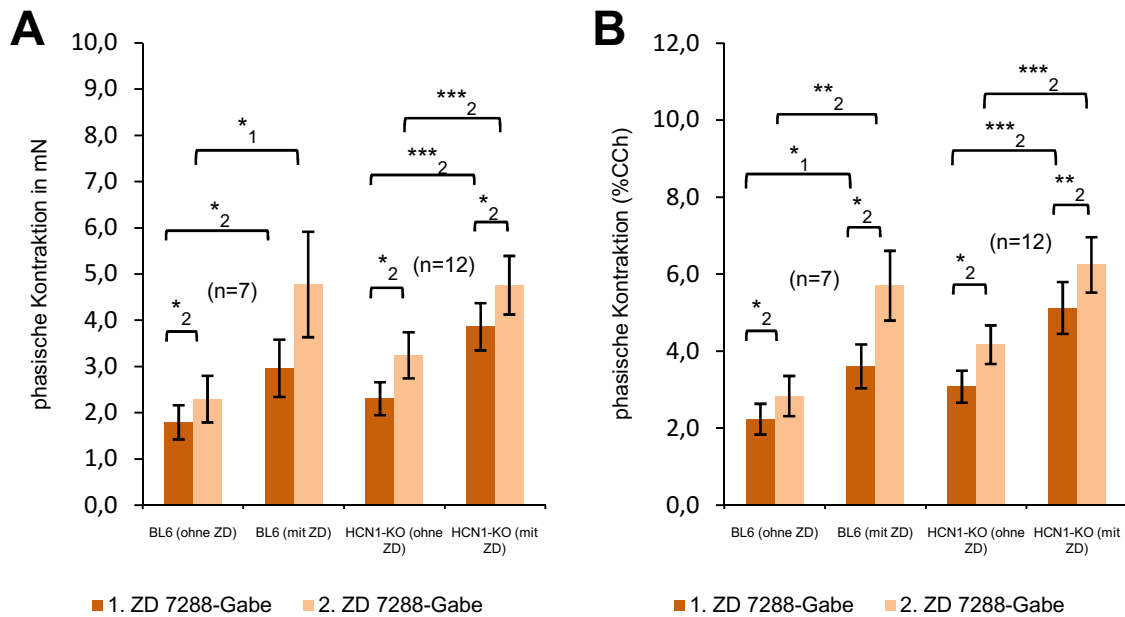 A
phasische Kontraktion in mN
10,0
9,0
8,0
7,0
6,0
5,0
4,0
3,0
2,0
1,0
0,0
*2
(n=7)
*2
*1
*2
(n=12)
***2
***2
*2
BL6 (ohne ZD)
BL6 (mit ZD)
HCN1-KO (ohne
ZD)
HCN1-KO (mit
ZD)
1. ZD 7288-Gabe
2. ZD 7288-Gabe
B
phasische Kontraktion (%CCh)
12,0
10,0
8,0
6,0
4,0
2,0
0,0
*2
(n=7)
*1
**2
*2
*2
(n=12)
***2
***2
**2
BL6 (ohne ZD)
BL6 (mit ZD)
HCN1-KO (ohne
ZD)
HCN1-KO (mit
ZD)
1. ZD 7288-Gabe
2. ZD 7288-Gabe